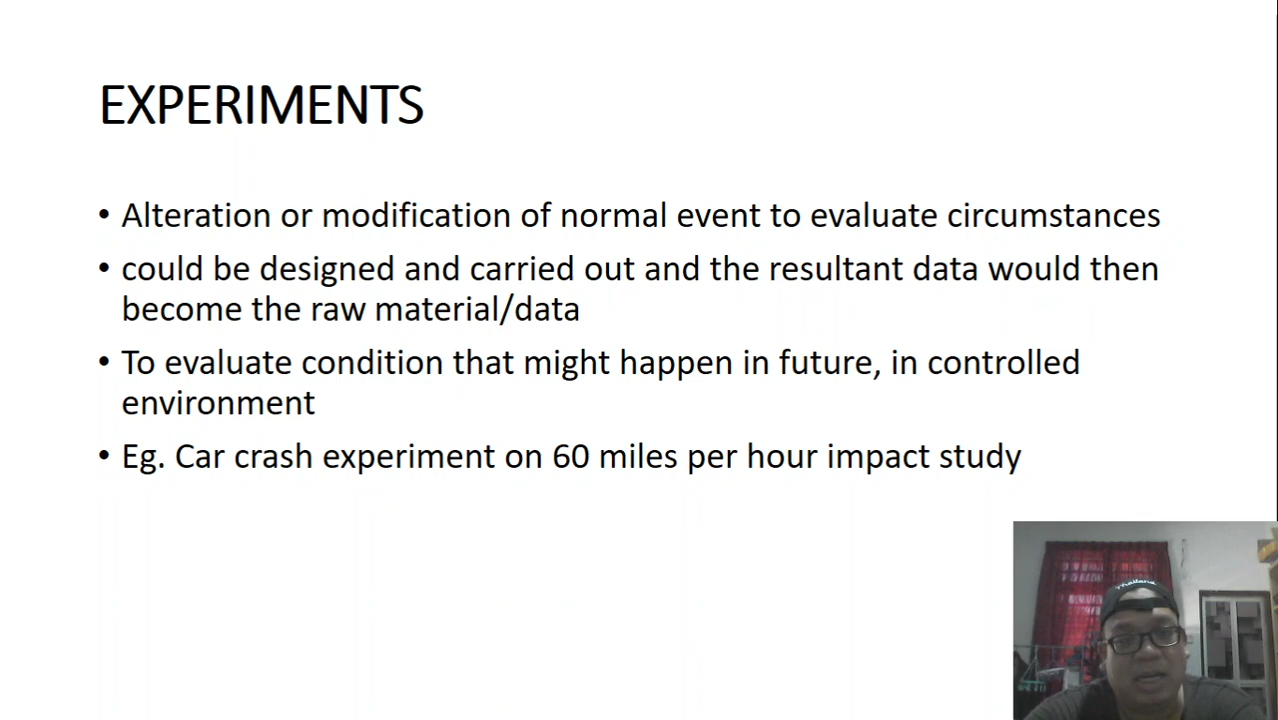 EXPERIMENTS
• Alteration or modification of normal event to evaluate circumstances
• could be designed and carried out and the resultant data would then
become the raw material/data
• To evaluate condition that might happen in future, in controlled
environment
• Eg. Car crash experiment on 60 miles per hour impact study
Thailand